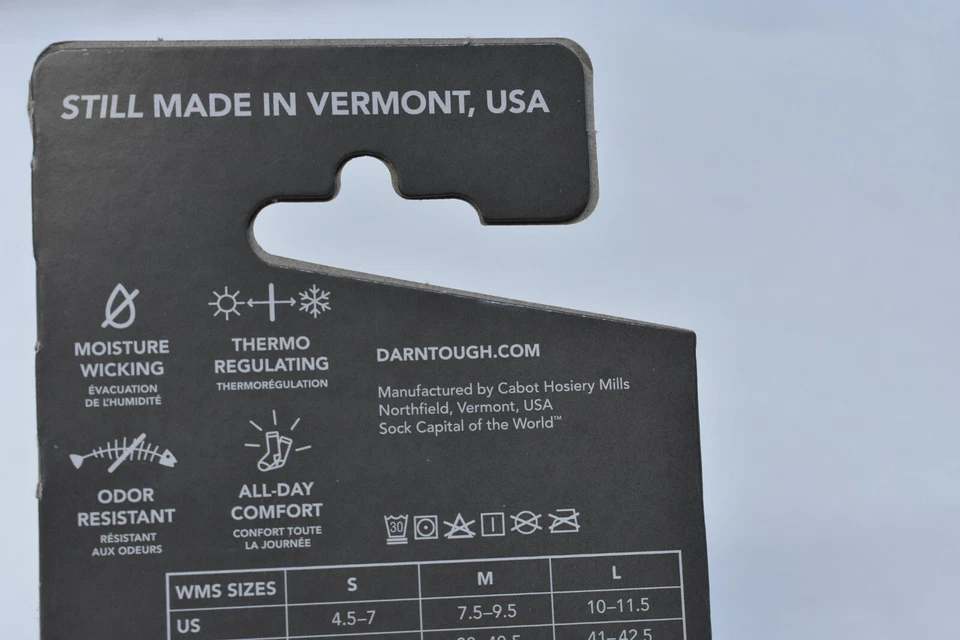 STILL MADE IN VERMONT, USA
MOISTURE
WICKING
ÉVACUATION
DE L'HUMIDITÉ
THERMO
REGULATING
THERMORÉGULATION
DARNTOUGH.COM
Manufactured by Cabot Hosiery Mills
Northfield, Vermont, USA
Sock Capital of the World™
ODOR
RESISTANT
RÉSISTANT
AUX ODEURS
ALL-DAY
COMFORT
CONFORT TOUTE
LA JOURNÉE
30
WMS SIZES S M L
US 4.5–7 7.5–9.5 10–11.5
41–42.5